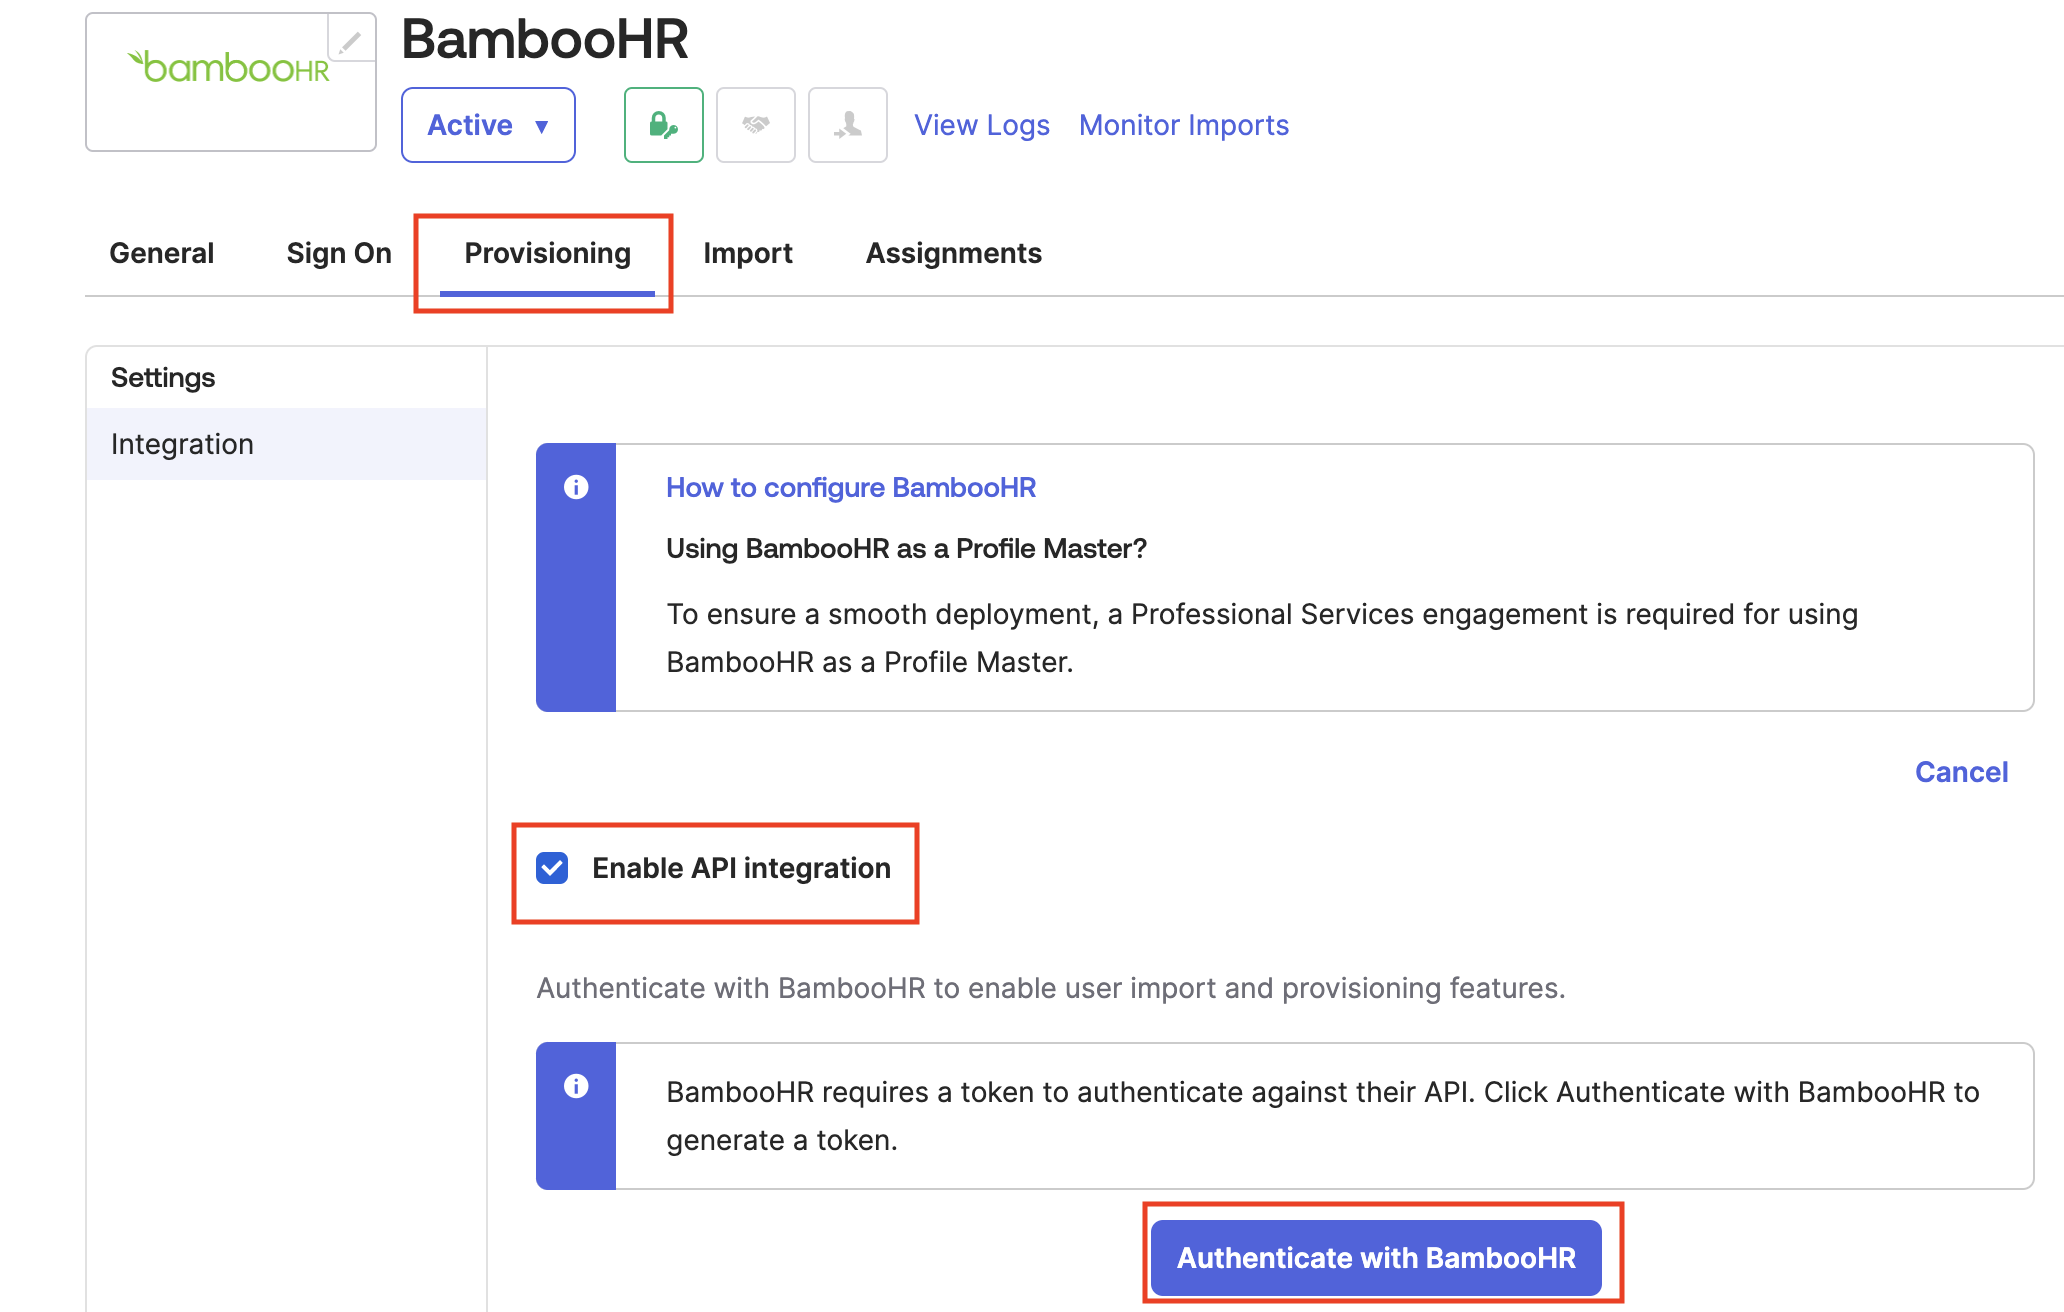 bambooHR
BambooHR
Active ▼
View Logs
Monitor Imports
General
Sign On
Provisioning
Import
Assignments
Settings
Integration
How to configure BambooHR
Using BambooHR as a Profile Master?
To ensure a smooth deployment, a Professional Services engagement is required for using
BambooHR as a Profile Master.
Cancel
Enable API integration
Authenticate with BambooHR to enable user import and provisioning features.
BambooHR requires a token to authenticate against their API. Click Authenticate with BambooHR to
generate a token.
Authenticate with BambooHR